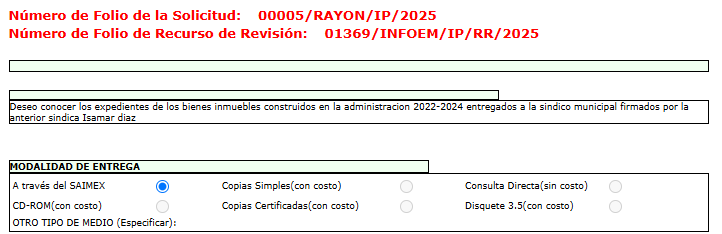 Número de Folio de la Solicitud: 00005/RAYON/IP/2025
Número de Folio de Recurso de Revisión: 01369/INFOEM/IP/RR/2025
Deseo conocer los expedientes de los bienes inmuebles construidos en la administracion 2022-2024 entregados a la sindico municipal firmados por la
anterior sindica Isamar diaz
MODALIDAD DE ENTREGA
A través del SAIMEX Copias Simples(con costo) Consulta Directa(sin costo)
CD-ROM(con costo) Copias Certificadas(con costo) Disquete 3.5(con costo)
OTRO TIPO DE MEDIO (Especificar):